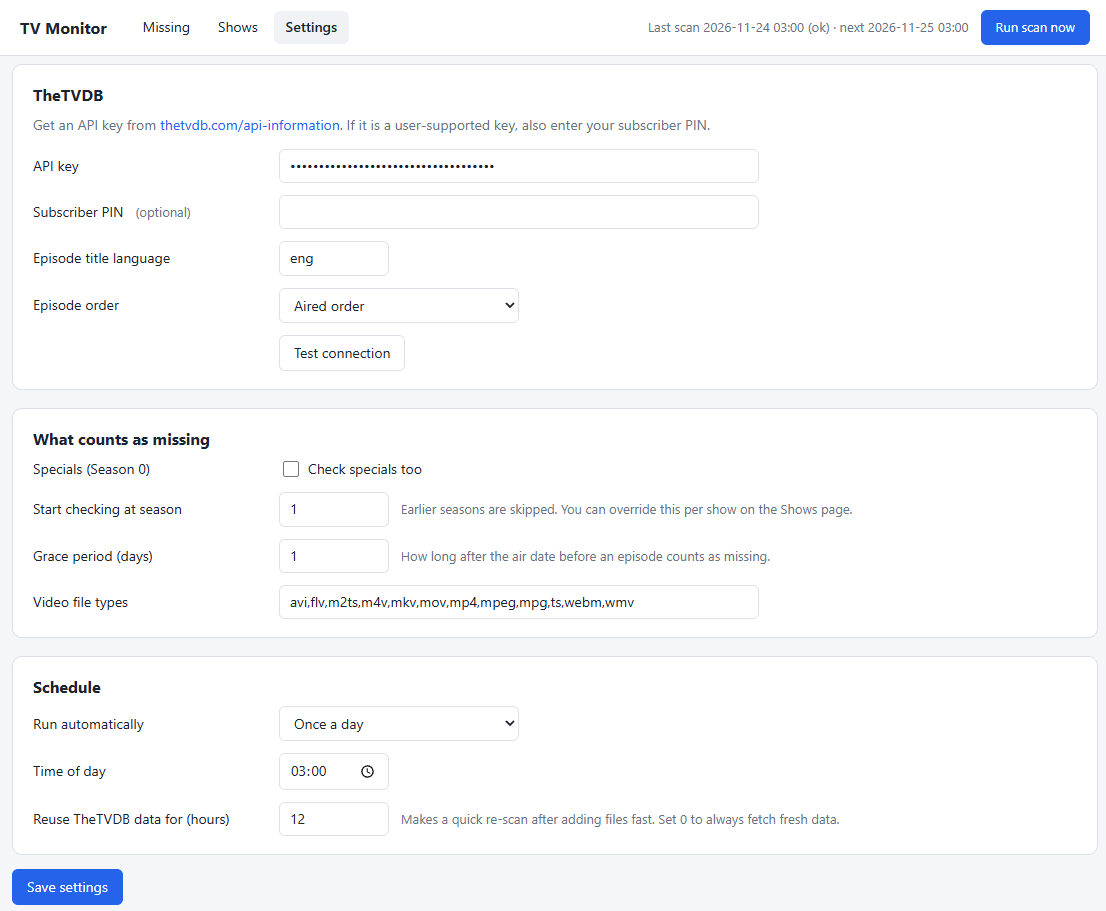 TV Monitor Missing Shows Settings Last scan 2026-11-24 03:00 (ok) · next 2026-11-25 03:00 Run scan now
TheTVDB
Get an API key from thetvdb.com/api-information. If it is a user-supported key, also enter your subscriber PIN.
API key ••••••••••••••••••••••••••••••••••••
Subscriber PIN (optional)
Episode title language eng
Episode order Aired order
Test connection
What counts as missing
Specials (Season 0) Check specials too
Start checking at season 1 Earlier seasons are skipped. You can override this per show on the Shows page.
Grace period (days) 1 How long after the air date before an episode counts as missing.
Video file types avi,flv,m2ts,m4v,mkv,mov,mp4,mpeg,mpg,ts,webm,wmv
Schedule
Run automatically Once a day
Time of day 03:00
Reuse TheTVDB data for (hours) 12 Makes a quick re-scan after adding files fast. Set 0 to always fetch fresh data.
Save settings